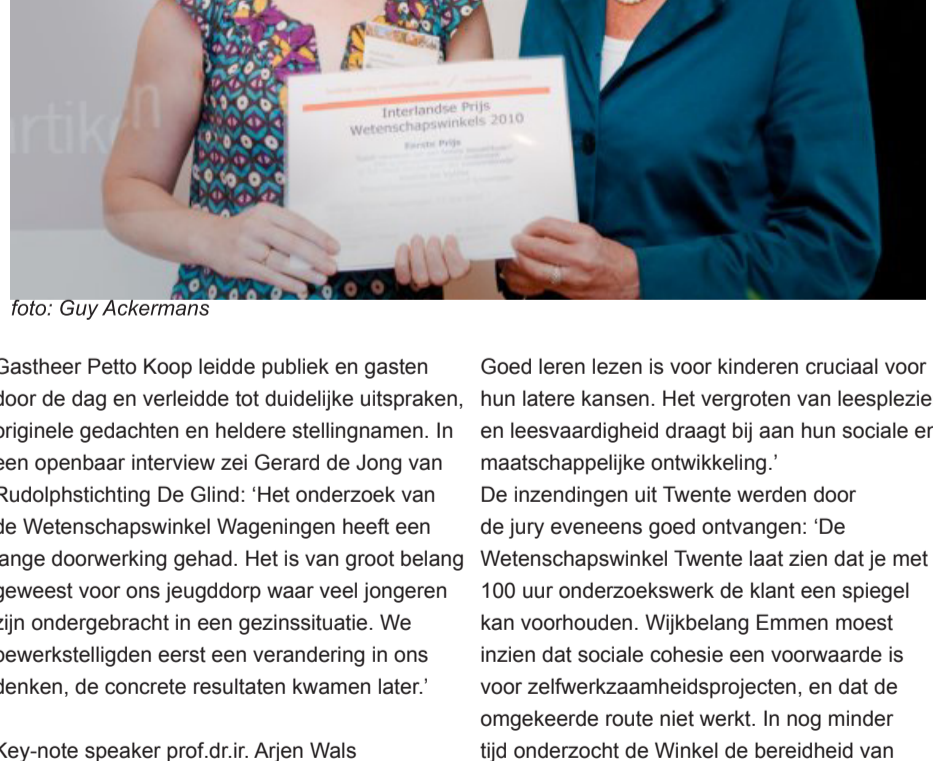 Interlandse Prijs
Wetenschapswinkels 2010
Eerste Prijs
foto: Guy Ackermans
Gastheer Petto Koop leidde publiek en gasten
door de dag en verleidde tot duidelijke uitspraken,
originele gedachten en heldere stellingnamen. In
een openbaar interview zei Gerard de Jong van
Rudolphstichting De Glind: ‘Het onderzoek van
de Wetenschapswinkel Wageningen heeft een
lange doorwerking gehad. Het is van groot belang
geweest voor ons jeugddorp waar veel jongeren
zijn ondergebracht in een gezinssituatie. We
bewerkstelligden eerst een verandering in ons
denken, de concrete resultaten kwamen later.’
Key-note speaker prof.dr.ir. Arjen Wals
Goed leren lezen is voor kinderen cruciaal voor
hun latere kansen. Het vergroten van leesplezie
en leesvaardigheid draagt bij aan hun sociale en
maatschappelijke ontwikkeling.’
De inzendingen uit Twente werden door
de jury eveneens goed ontvangen: ‘De
Wetenschapswinkel Twente laat zien dat je met
100 uur onderzoekswerk de klant een spiegel
kan voorhouden. Wijkbelang Emmen moest
inzien dat sociale cohesie een voorwaarde is
voor zelfwerkzaamheidsprojecten, en dat de
omgekeerde route niet werkt. In nog minder
tijd onderzocht de Winkel de bereidheid van